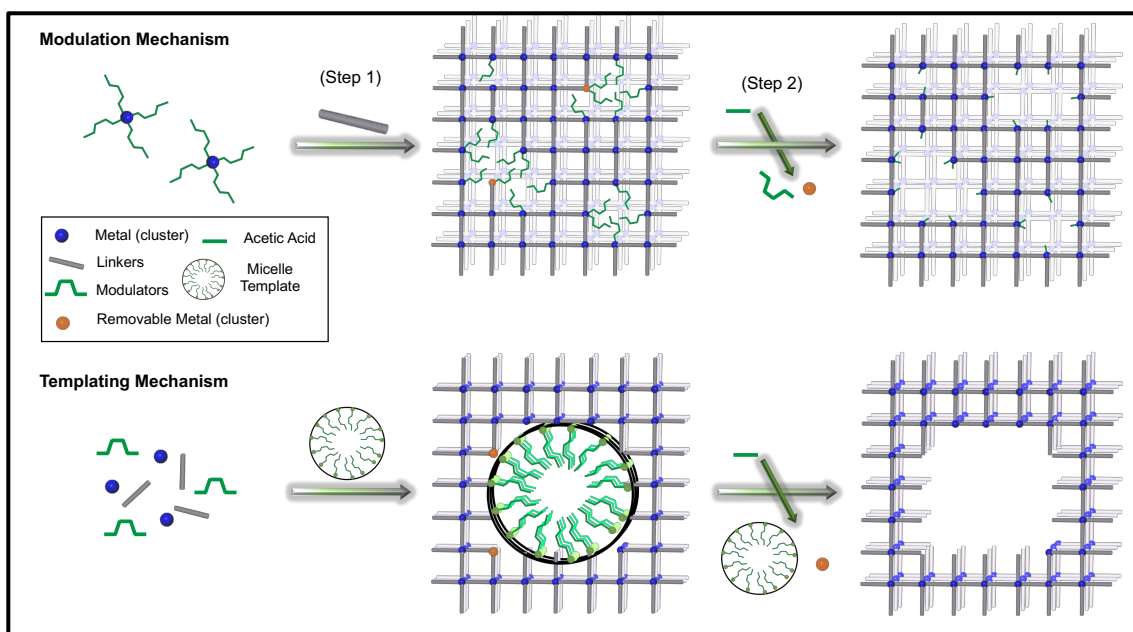 Modulation Mechanism
(Step 1)
(Step 2)
Metal (cluster)
Acetic Acid
Linkers
Micelle
Template
Modulators
Removable Metal (cluster)
Templating Mechanism